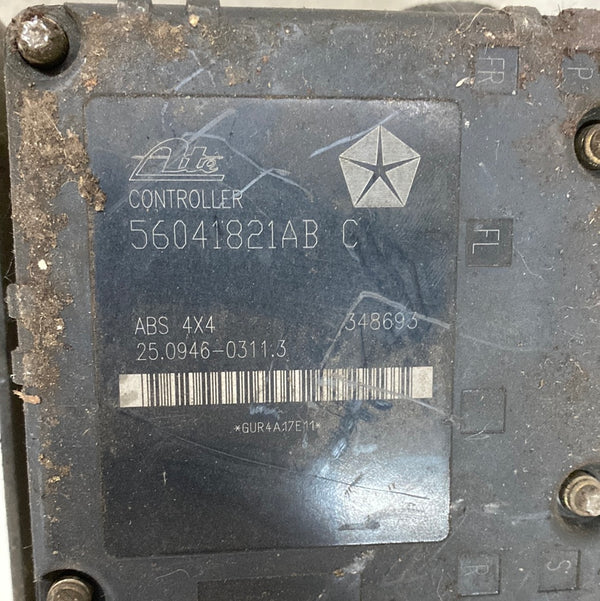 Ate
CONTROLLER
56041821AB C
ABS 4X4 348693
25.0946-0311.3
*GUR4A17E11*
FR
P
FL
R
S